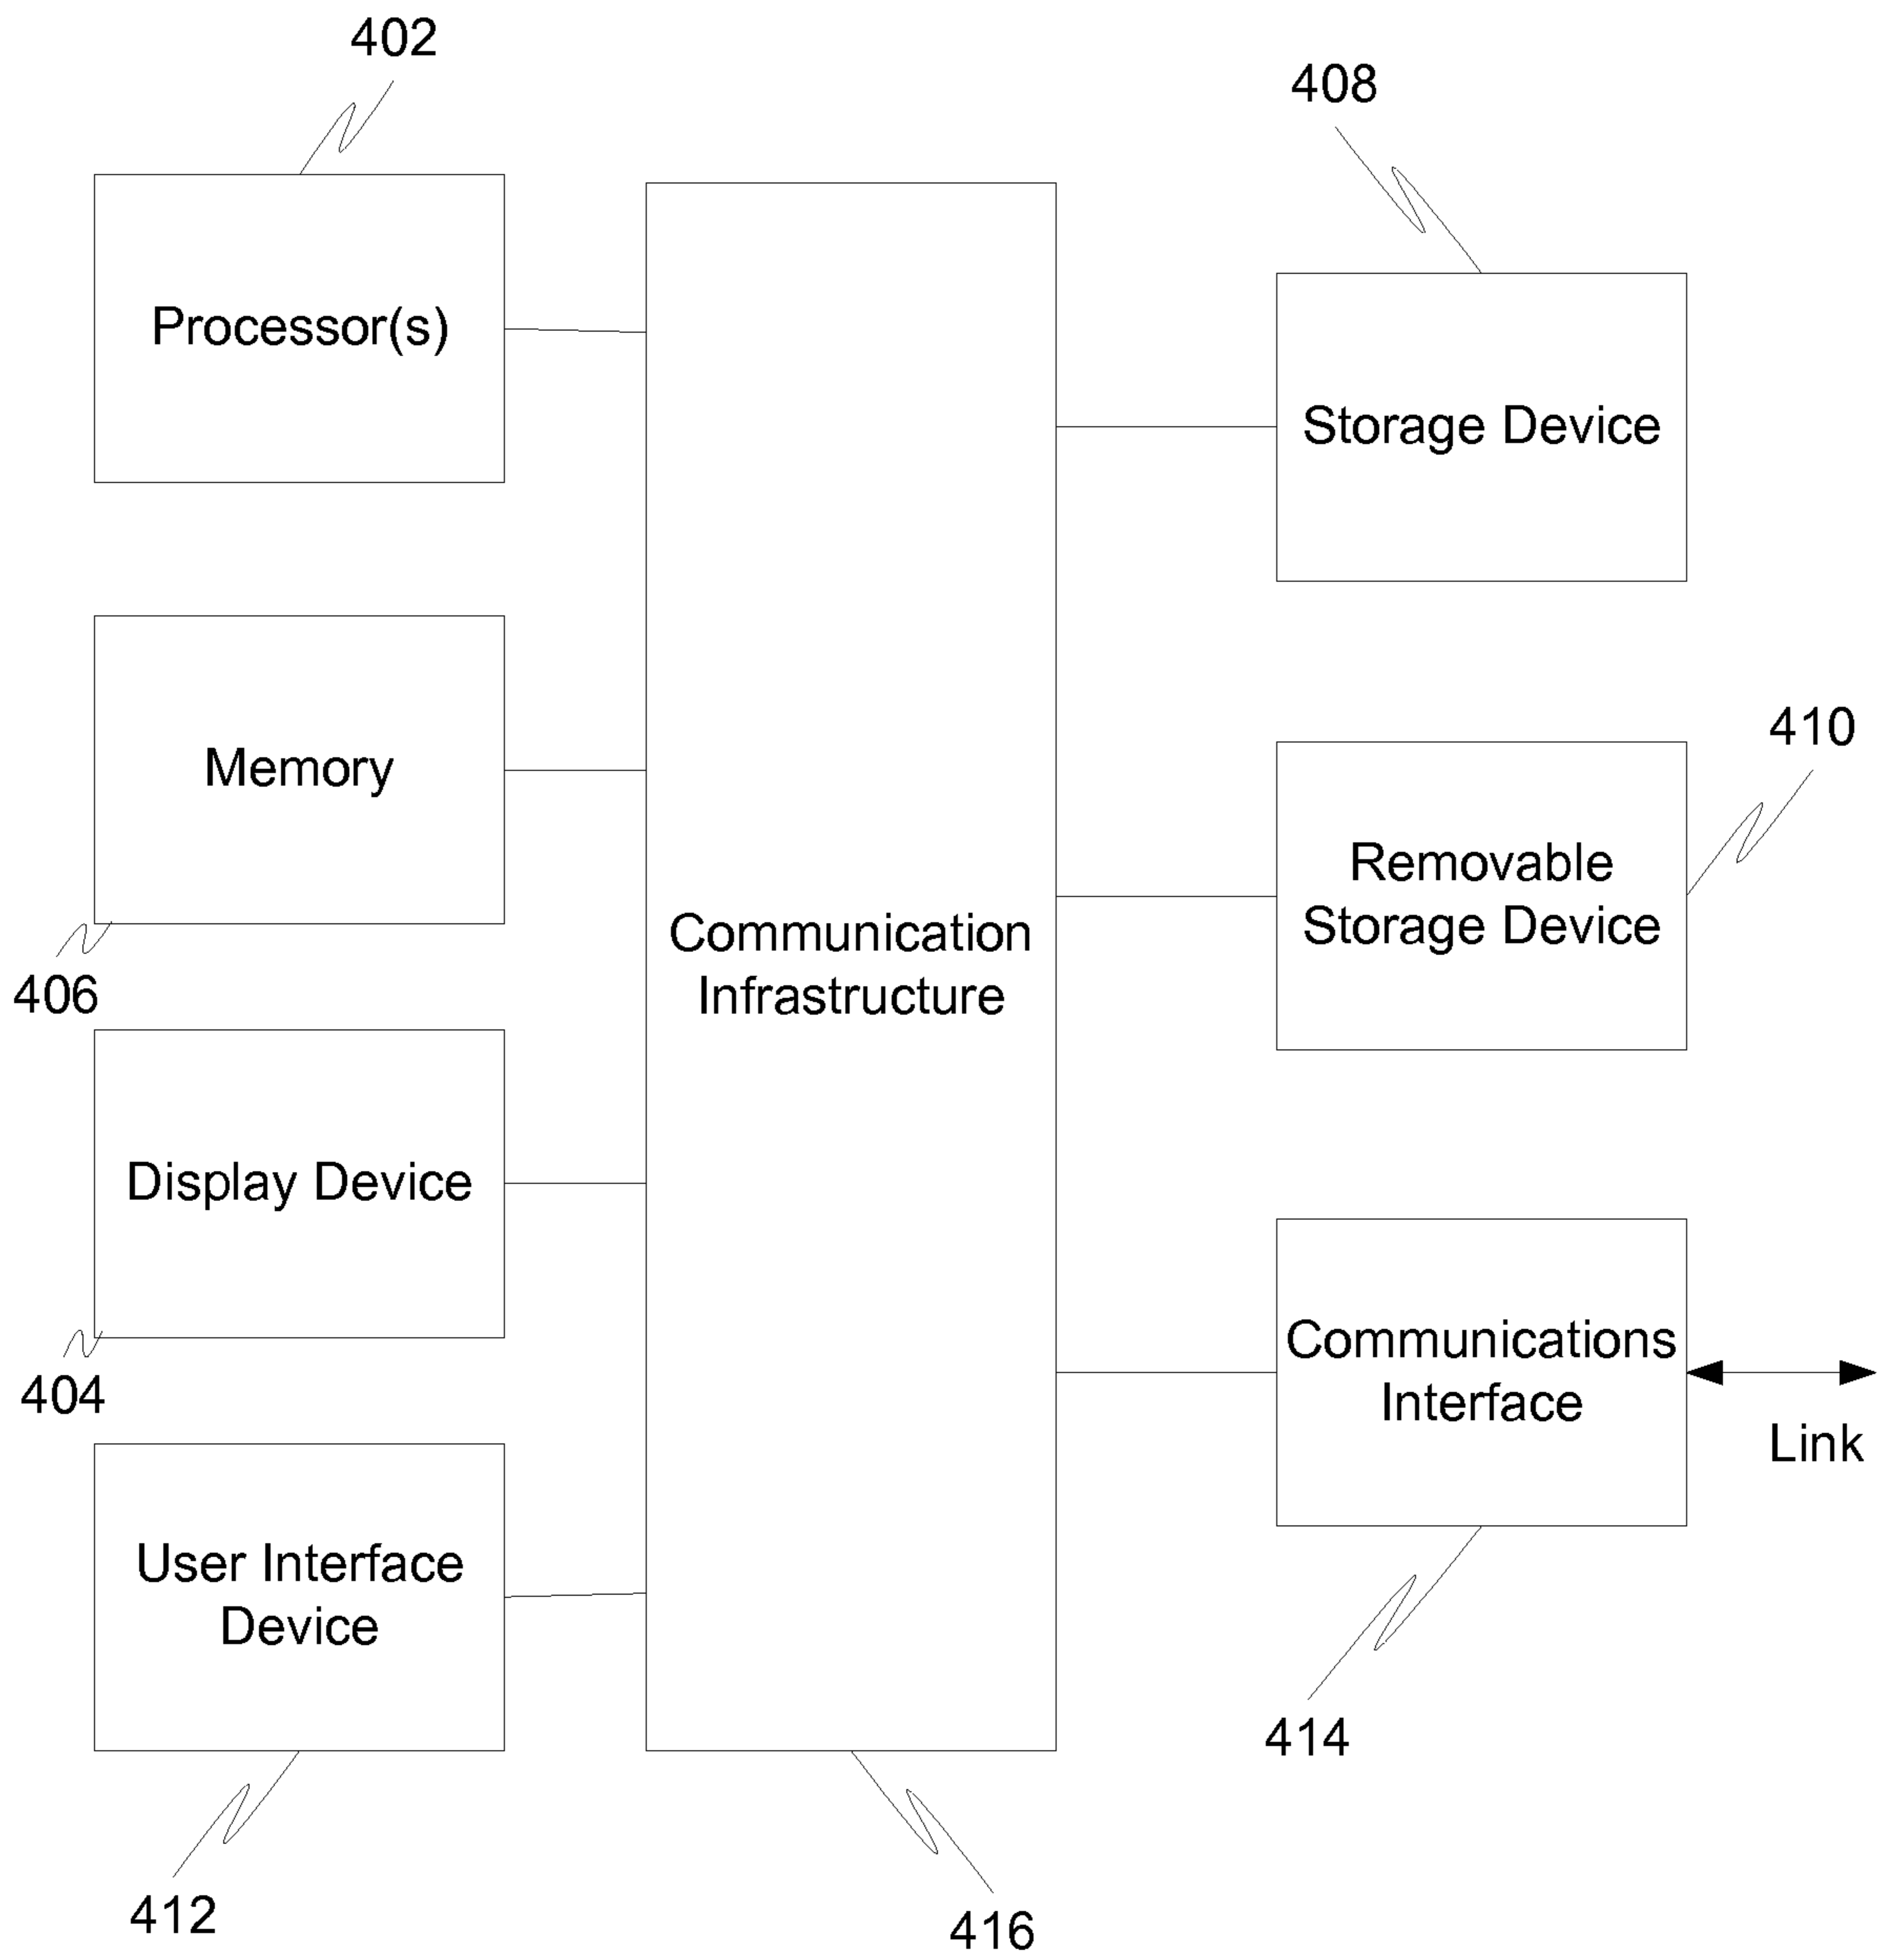 402
408
Processor(s)
Storage Device
410
Memory
Removable
Storage Device
406
Communication
Infrastructure
Display Device
404
Communications
Interface
Link
User Interface
Device
414
412
416